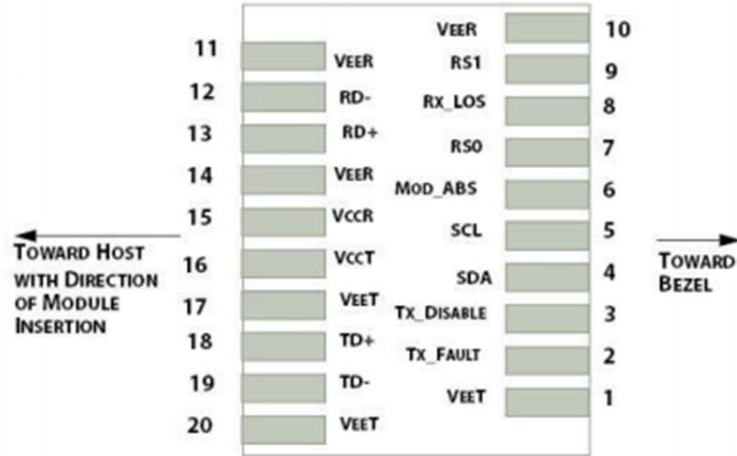 11 VEER
12 RD-
13 RD+
14 VEER
15 VCCR
16 VCCT
17 VEET
18 TD+
19 TD-
20 VEET
VEER 10
RS1 9
RX_LOS 8
RS0 7
MOD_ABS 6
SCL 5
SDA 4
TX_DISABLE 3
TX_FAULT 2
VEET 1
TOWARD HOST
WITH DIRECTION
OF MODULE
INSERTION
TOWARD
BEZEL